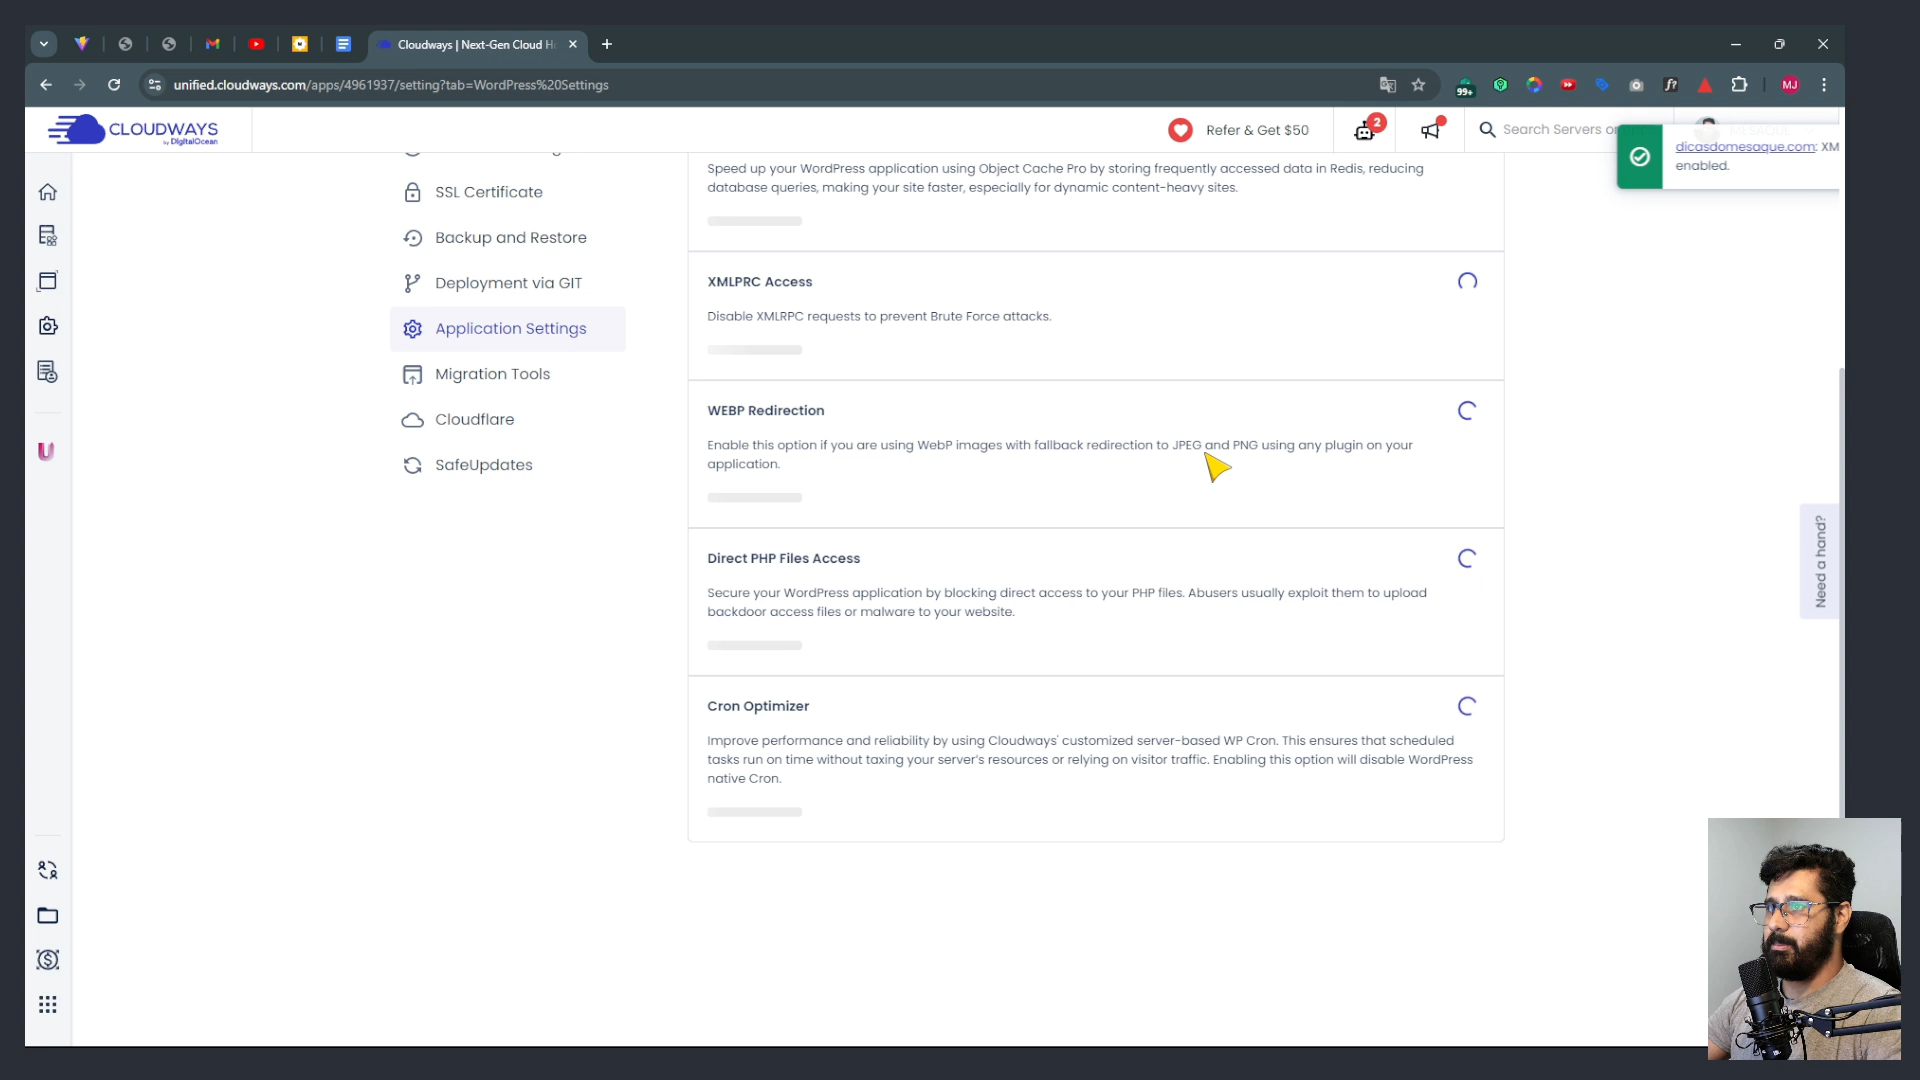 Cloudways | Next-Gen Cloud H
unified.cloudways.com/apps/4961937/setting?tab=WordPress%20Settings
99+
f?
MJ
CLOUDWAYS
by DigitalOcean
Refer & Get $50
2
Search Servers or
dicasdomesaque.com: XM
enabled.
Speed up your WordPress application using Object Cache Pro by storing frequently accessed data in Redis, reducing
database queries, making your site faster, especially for dynamic content-heavy sites.
SSL Certificate
Backup and Restore
Deployment via GIT
Application Settings
Migration Tools
Cloudflare
SafeUpdates
U
XMLPRC Access
Disable XMLRPC requests to prevent Brute Force attacks.
WEBP Redirection
Enable this option if you are using WebP images with fallback redirection to JPEG and PNG using any plugin on your
application.
Direct PHP Files Access
Secure your WordPress application by blocking direct access to your PHP files. Abusers usually exploit them to upload
backdoor access files or malware to your website.
Cron Optimizer
Improve performance and reliability by using Cloudways' customized server-based WP Cron. This ensures that scheduled
tasks run on time without taxing your server's resources or relying on visitor traffic. Enabling this option will disable WordPress
native Cron.
Need a hand?